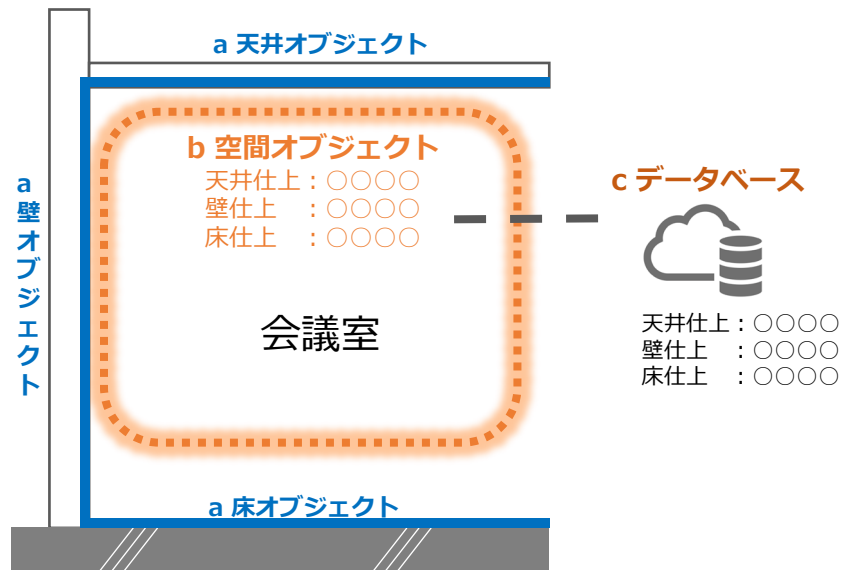 a 天井オブジェクト
b 空間オブジェクト
天井仕上：○○○○
壁仕上　：○○○○
床仕上　：○○○○
c データベース
天井仕上：○○○○
壁仕上　：○○○○
床仕上　：○○○○
a 壁オブジェクト
会議室
a 床オブジェクト